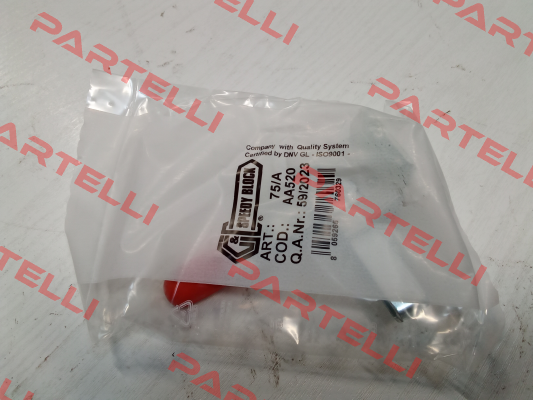 Company with Quality System
Certified by DNV GL - ISO9001 -
SPEEDY BLOCK
®
ART.: 75/A
COD.: AA520
Q.A.Nr.: 59/2023
760029
PARTELLI
PARTELLI
PARTELLI
PARTELLI
PARTELLI
PARTELLI